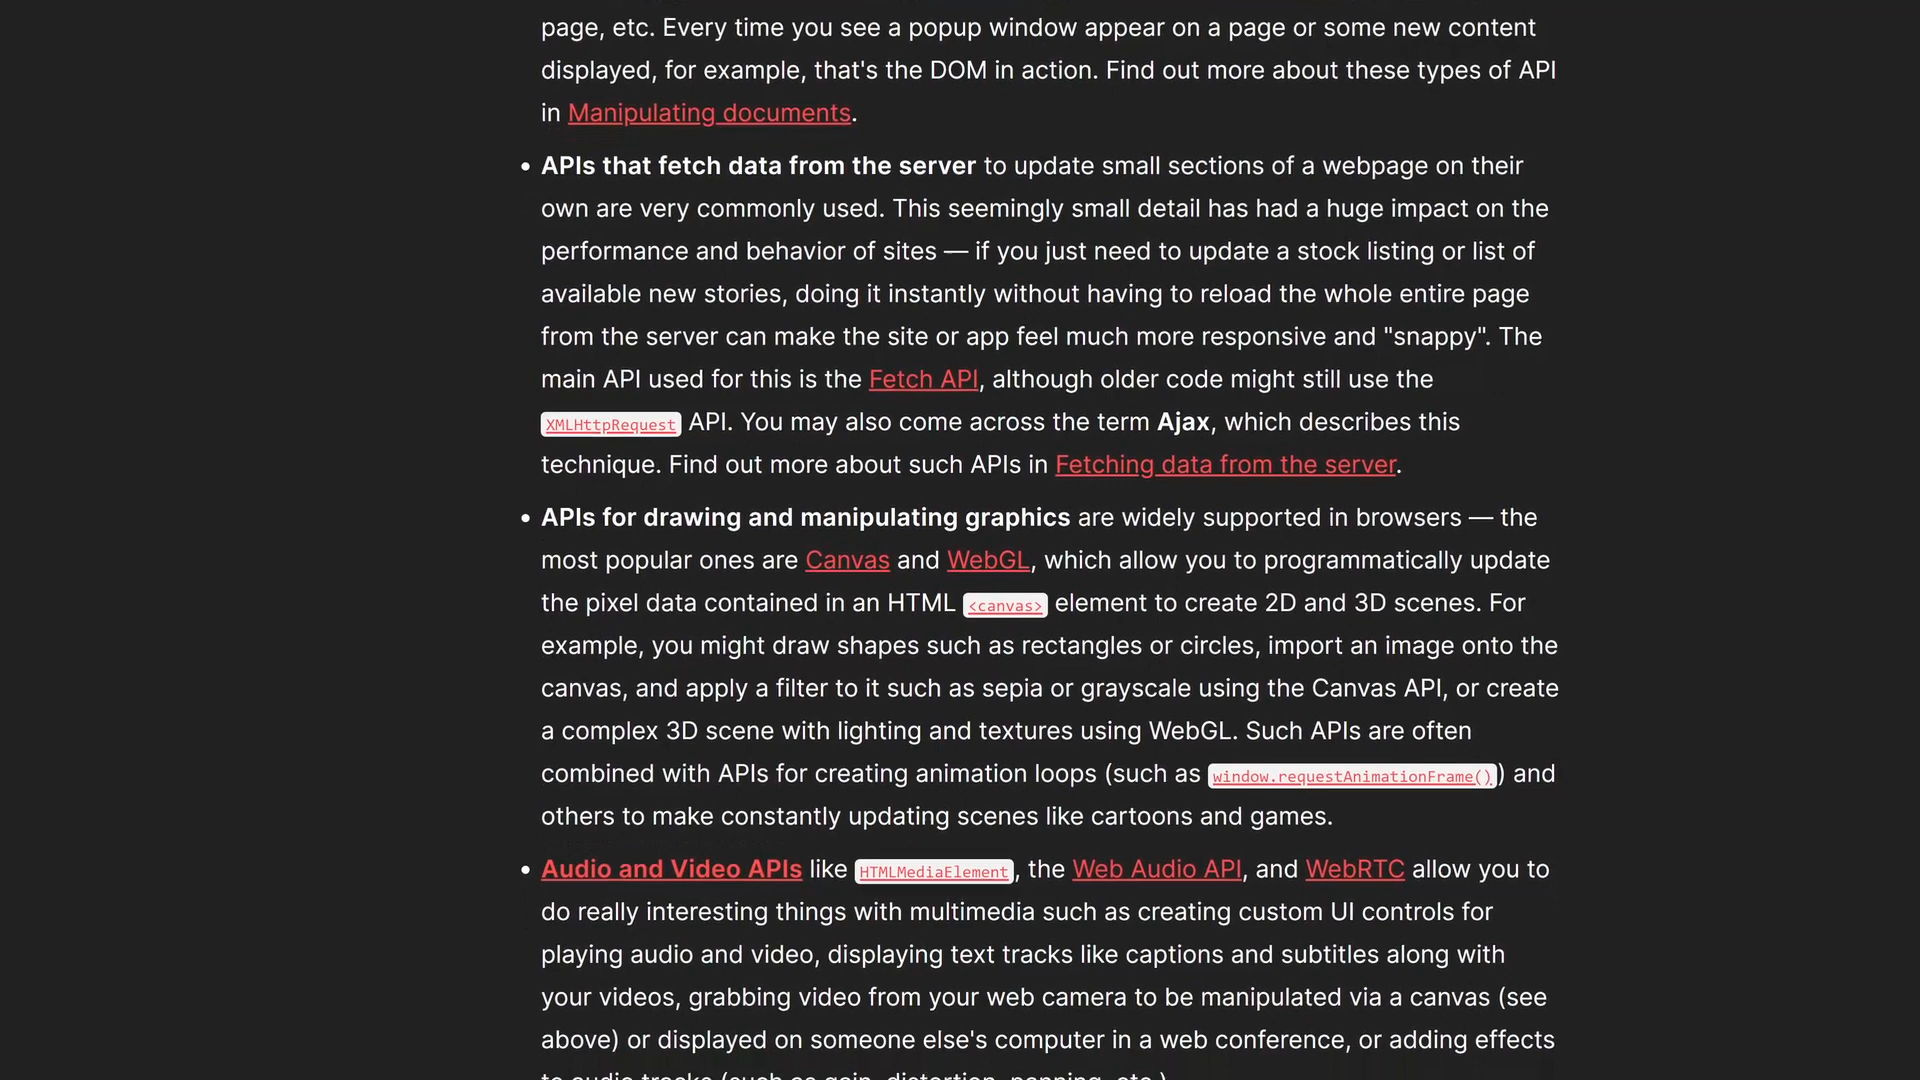 page, etc. Every time you see a popup window appear on a page or some new content
displayed, for example, that's the DOM in action. Find out more about these types of API
in Manipulating documents.
• APIs that fetch data from the server to update small sections of a webpage on their
own are very commonly used. This seemingly small detail has had a huge impact on the
performance and behavior of sites — if you just need to update a stock listing or list of
available new stories, doing it instantly without having to reload the whole entire page
from the server can make the site or app feel much more responsive and "snappy". The
main API used for this is the Fetch API, although older code might still use the
XMLHttpRequest API. You may also come across the term Ajax, which describes this
technique. Find out more about such APIs in Fetching data from the server.
• APIs for drawing and manipulating graphics are widely supported in browsers — the
most popular ones are Canvas and WebGL, which allow you to programmatically update
the pixel data contained in an HTML <canvas> element to create 2D and 3D scenes. For
example, you might draw shapes such as rectangles or circles, import an image onto the
canvas, and apply a filter to it such as sepia or grayscale using the Canvas API, or create
a complex 3D scene with lighting and textures using WebGL. Such APIs are often
combined with APIs for creating animation loops (such as window.requestAnimationFrame()) and
others to make constantly updating scenes like cartoons and games.
• Audio and Video APIs like HTMLMediaElement, the Web Audio API, and WebRTC allow you to
do really interesting things with multimedia such as creating custom UI controls for
playing audio and video, displaying text tracks like captions and subtitles along with
your videos, grabbing video from your web camera to be manipulated via a canvas (see
above) or displayed on someone else's computer in a web conference, or adding effects
to audio tracks (such as gain, distortion, panning, etc.)